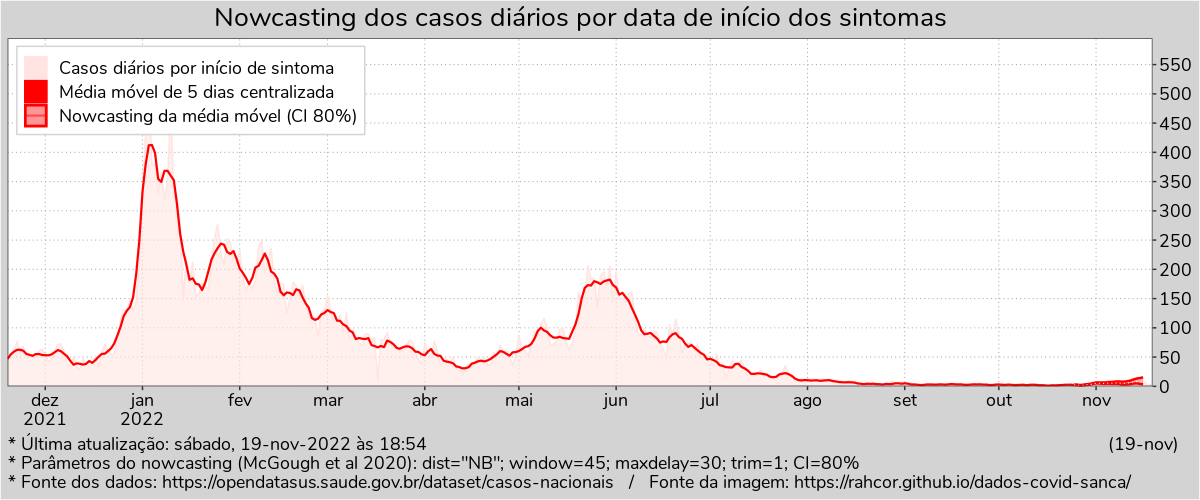 Nowcasting dos casos diários por data de início dos sintomas
Casos diários por início de sintoma
Média móvel de 5 dias centralizada
Nowcasting da média móvel (CI 80%)
550
500
450
400
350
300
250
200
150
100
50
0
dez jan fev mar abr mai jun jul ago set out nov
2021 2022
* Última atualização: sábado, 19-nov-2022 às 18:54 (19-nov)
* Parâmetros do nowcasting (McGough et al 2020): dist="NB"; window=45; maxdelay=30; trim=1; CI=80%
* Fonte dos dados: https://opendatasus.saude.gov.br/dataset/casos-nacionais / Fonte da imagem: https://rahcor.github.io/dados-covid-sanca/